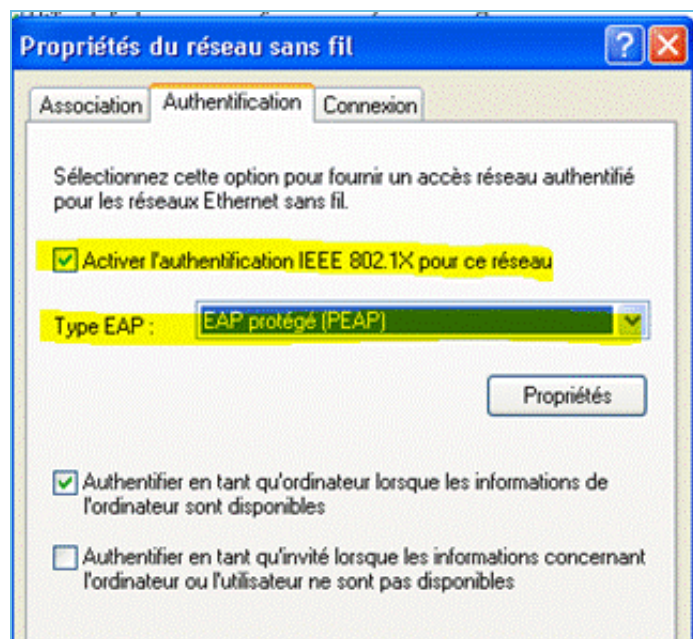 Propriétés du réseau sans fil
Association Authentification Connexion
Sélectionnez cette option pour fournir un accès réseau authentifié
pour les réseaux Ethernet sans fil.
Activer l'authentification IEEE 802.1X pour ce réseau
Type EAP : EAP protégé (PEAP)
Propriétés
Authentifier en tant qu'ordinateur lorsque les informations de
l'ordinateur sont disponibles
Authentifier en tant qu'invité lorsque les informations concernant
l'ordinateur ou l'utilisateur ne sont pas disponibles